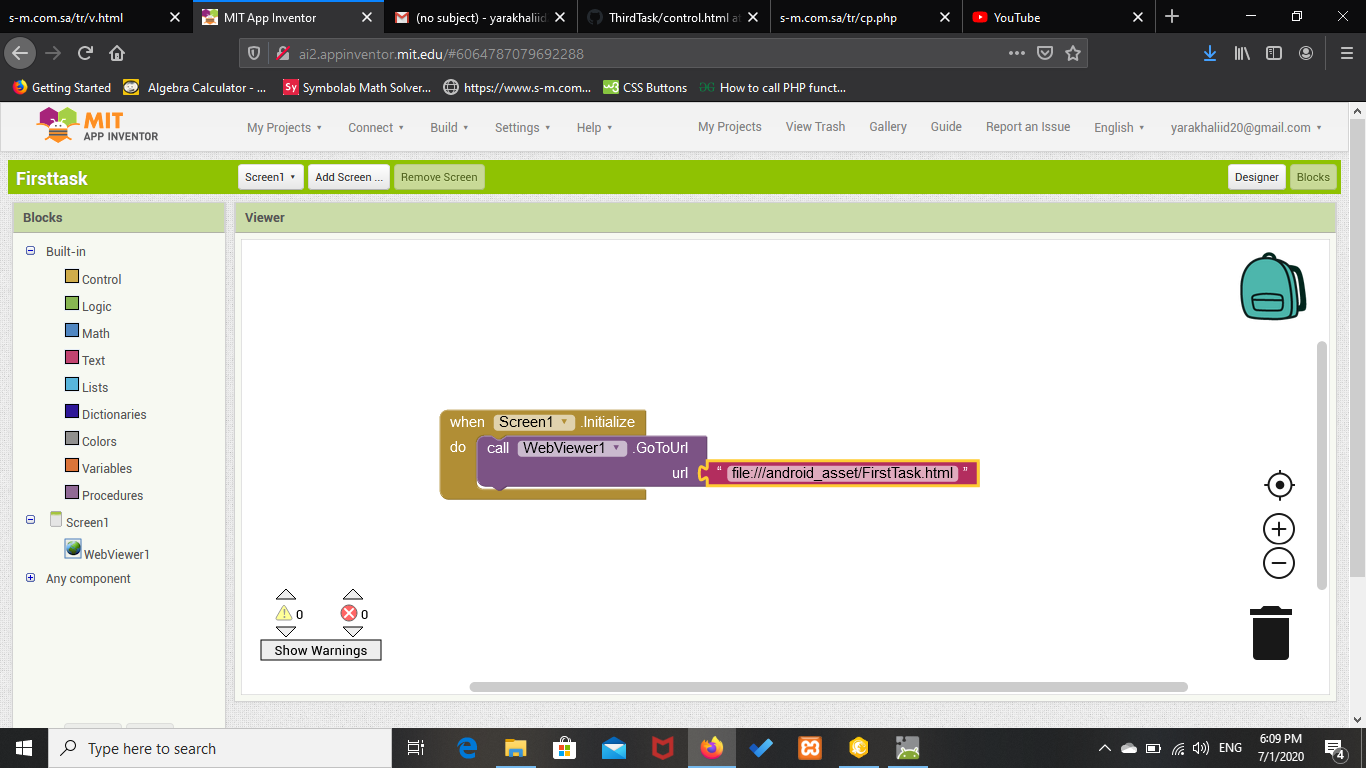 s-m.com.sa/tr/v.html
MIT App Inventor
(no subject) - yarakhaliid
ThirdTask/control.html a
s-m.com.sa/tr/cp.php
YouTube
ai2.appinventor.mit.edu/#6064787079692288
Getting Started
Algebra Calculator - ...
Sy Symbolab Math Solver...
https://www.s-m.com...
CSS Buttons
How to call PHP funct...
MIT
APP INVENTOR
My Projects
Connect
Build
Settings
Help
My Projects
View Trash
Gallery
Guide
Report an Issue
English
yarakhaliid20@gmail.com
Firsttask
Screen1
Add Screen ...
Remove Screen
Designer
Blocks
Blocks
Viewer
Built-in
Control
Logic
Math
Text
Lists
Dictionaries
Colors
Variables
Procedures
Screen1
WebViewer1
Any component
when Screen1 .Initialize
do call WebViewer1 .GoToUrl
url “ file:///android_asset/FirstTask.html ”
0 0
Show Warnings
Type here to search
ENG
6:09 PM
7/1/2020
4